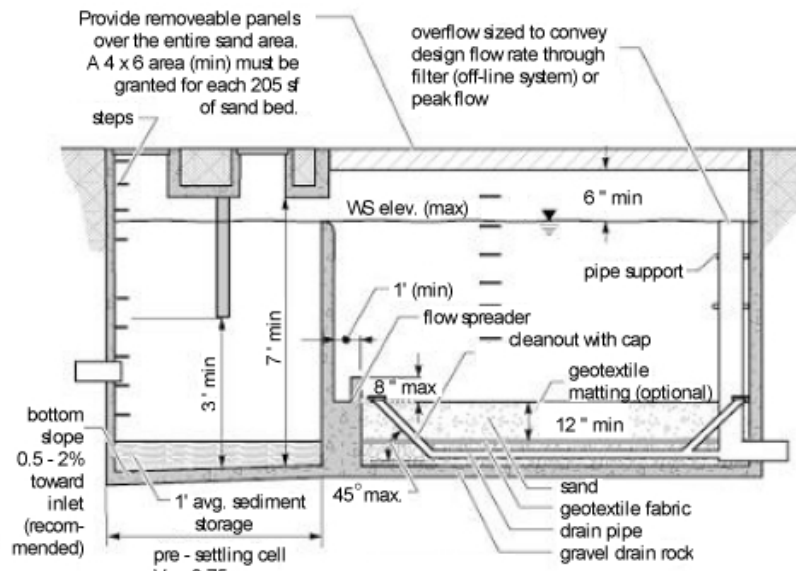 Provide removeable panels
over the entire sand area.
A 4 x 6 area (min) must be
granted for each 205 sf
of sand bed.
overflow sized to convey
design flow rate through
filter (off-line system) or
peak flow
steps
WS elev. (max)
6 " min
pipe support
1' (min)
flow spreader
cleanout with cap
7 ' min
3 ' min
8 " max
geotextile
matting (optional)
12" min
bottom
slope
0.5 - 2%
toward
inlet
(recom-
mended)
1' avg. sediment
storage
45° max.
sand
geotextile fabric
drain pipe
gravel drain rock
pre - settling cell